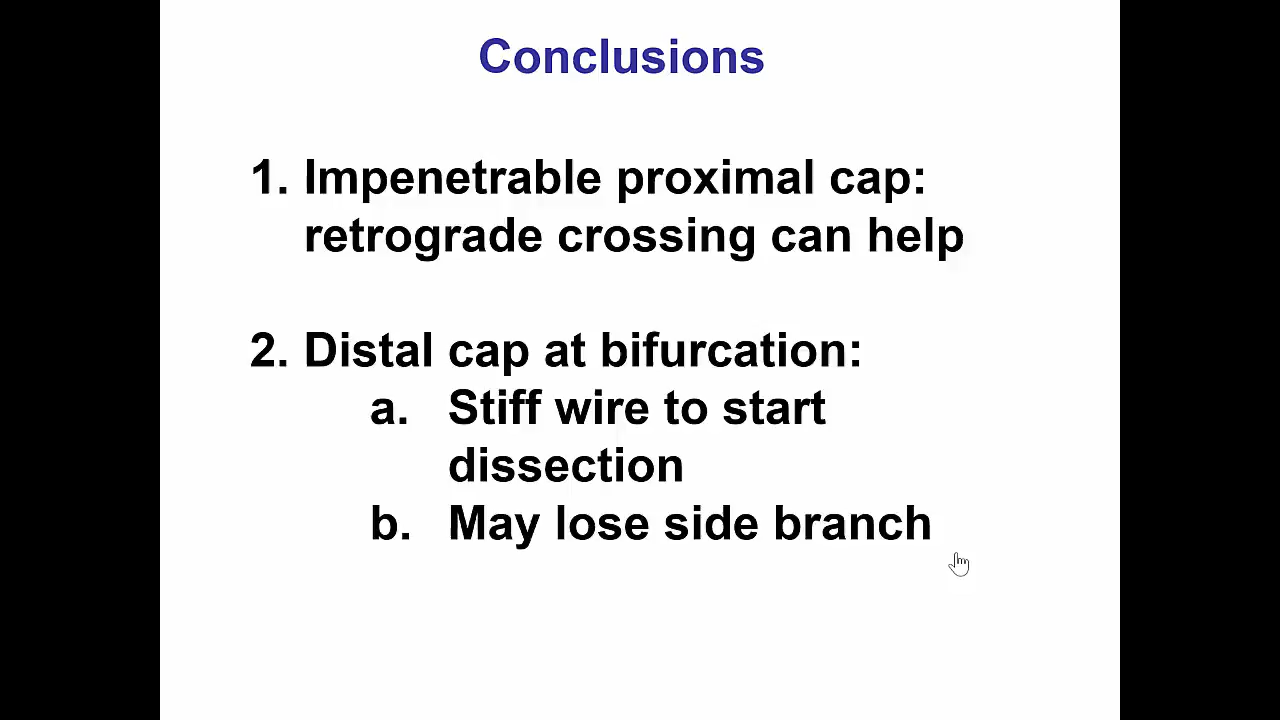 Conclusions
1. Impenetrable proximal cap:
retrograde crossing can help
2. Distal cap at bifurcation:
a. Stiff wire to start
dissection
b. May lose side branch